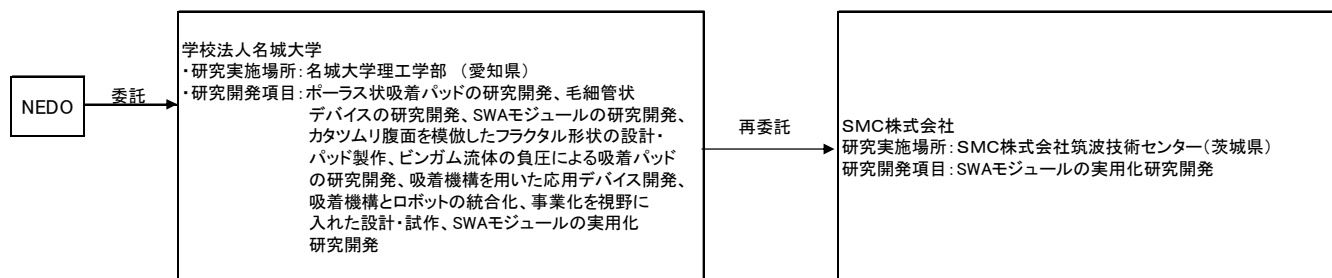 NEDO
委託
学校法人名城大学
・研究実施場所：名城大学理工学部　（愛知県）
・研究開発項目：ポーラス状吸着パッドの研究開発、毛細管状
デバイスの研究開発、SWAモジュールの研究開発、
カタツムリ腹面を模倣したフラクタル形状の設計・
パッド製作、ビンガム流体の負圧による吸着パッド
の研究開発、吸着機構を用いた応用デバイス開発、
吸着機構とロボットの統合化、事業化を視野に
入れた設計・試作、SWAモジュールの実用化
研究開発
再委託
ＳＭＣ株式会社
研究実施場所：ＳＭＣ株式会社筑波技術センター（茨城県）
研究開発項目：SWAモジュールの実用化研究開発